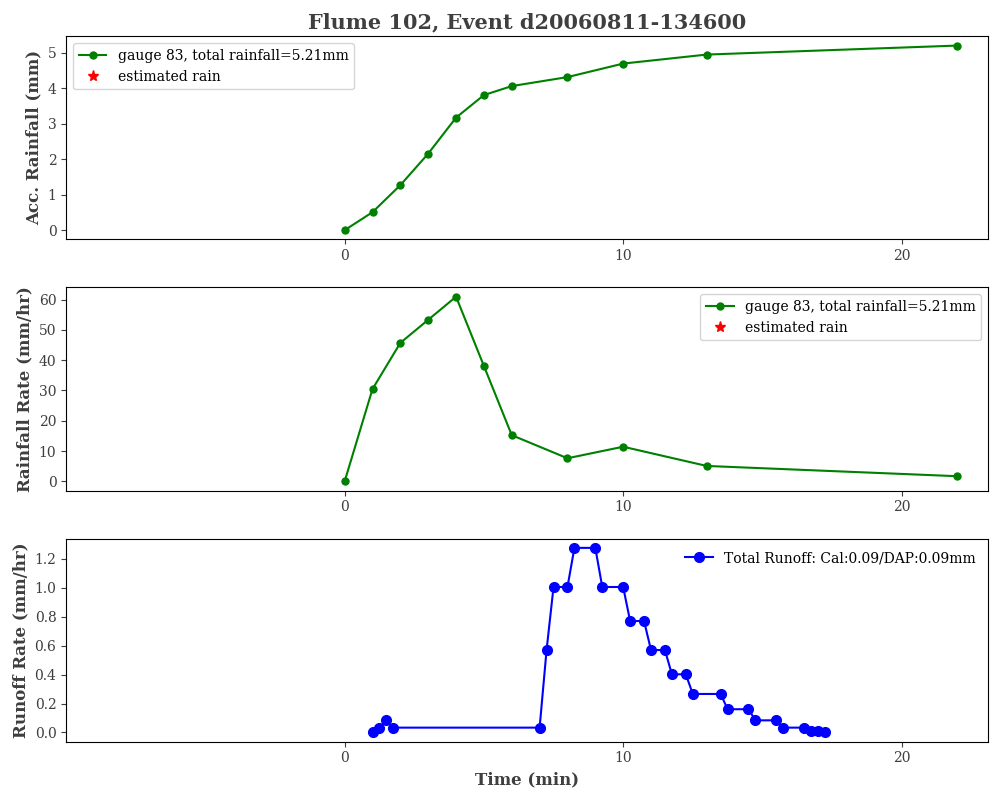 Flume 102, Event d20060811-134600
Acc. Rainfall (mm)
5
4
3
2
1
0
gauge 83, total rainfall=5.21mm
estimated rain
0 10 20
Rainfall Rate (mm/hr)
60
50
40
30
20
10
0
gauge 83, total rainfall=5.21mm
estimated rain
0 10 20
Runoff Rate (mm/hr)
1.2
1.0
0.8
0.6
0.4
0.2
0.0
Total Runoff: Cal:0.09/DAP:0.09mm
0 10 20
Time (min)